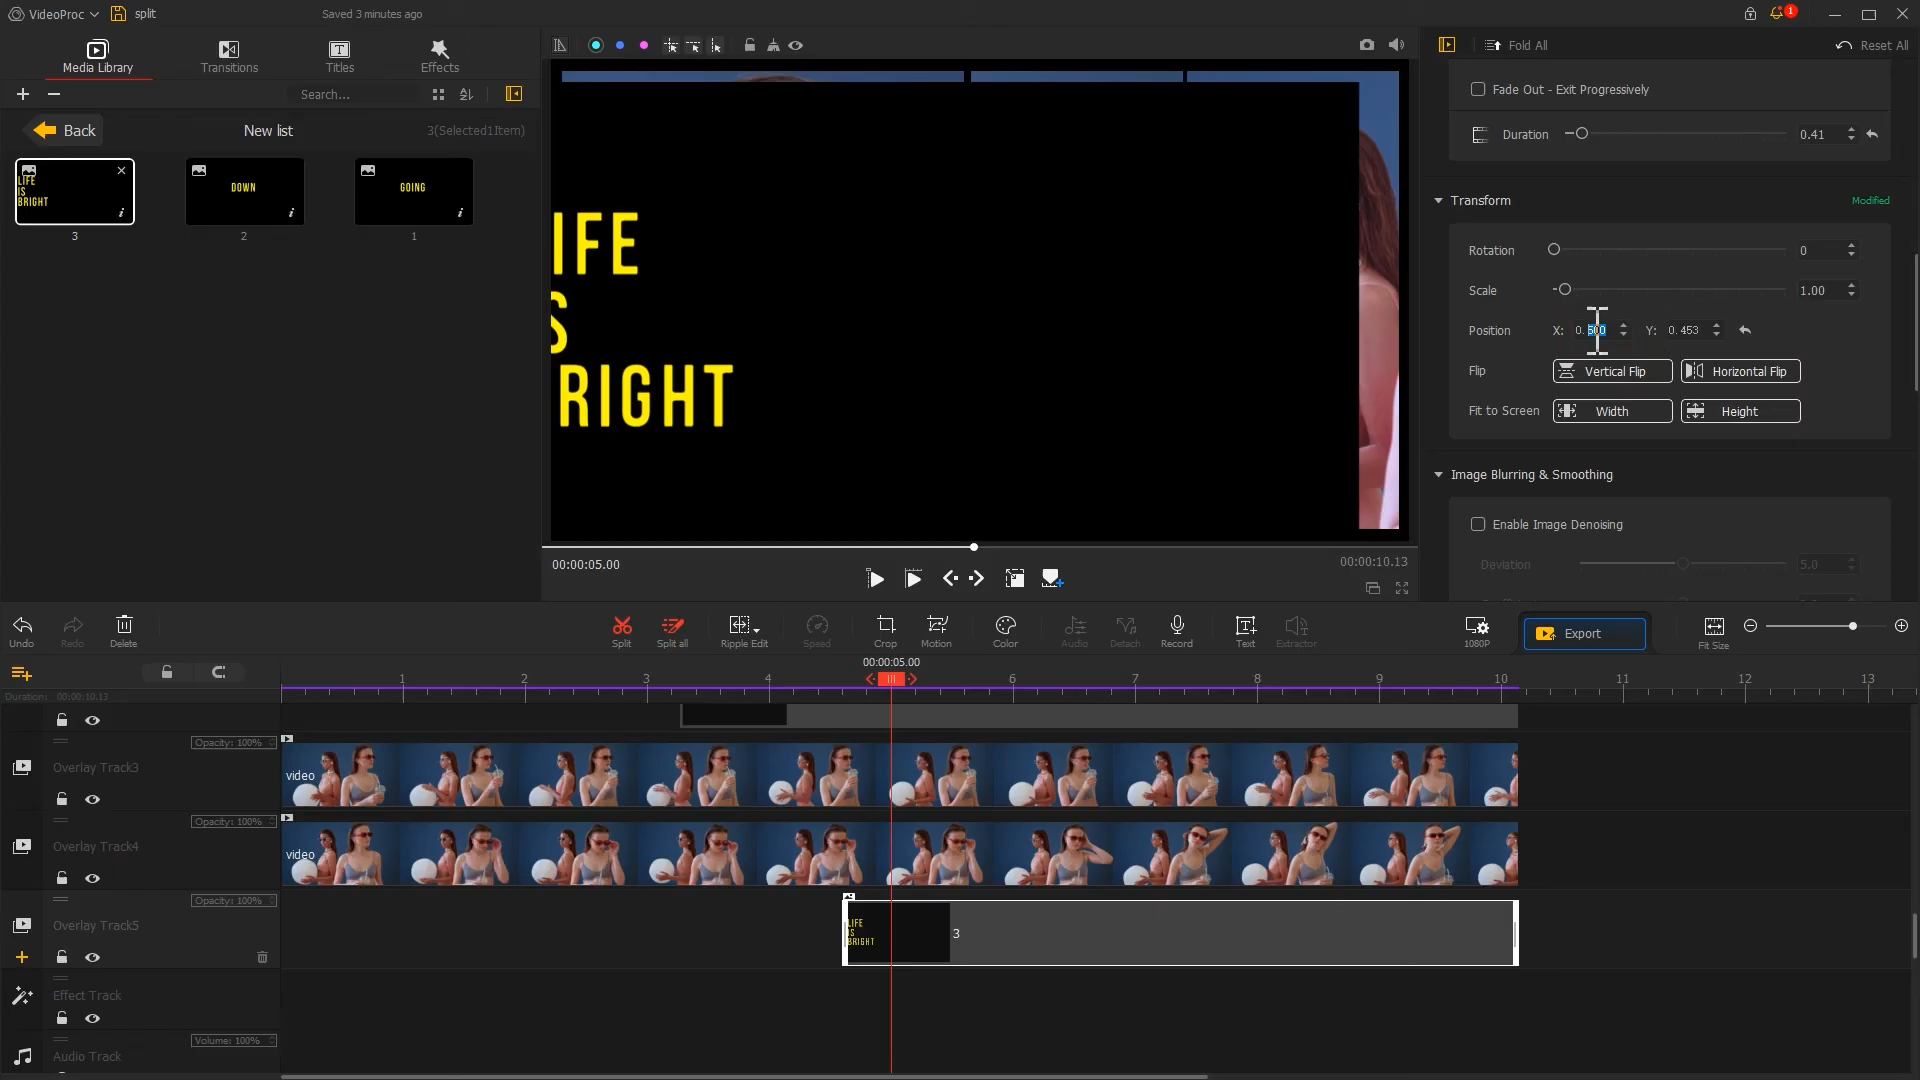 VideoProc
split
Saved 3 minutes ago
1
Media Library
Transitions
Titles
Effects
Search...
Back
New list
3(Selected1Item)
LIFE
IS
BRIGHT
3
DOWN
2
GOING
1
IFE
S
RIGHT
00:00:05.00
00:00:10.13
Fold All
Reset All
Fade Out - Exit Progressively
Duration
0.41
Transform
Modified
Rotation
0
Scale
1.00
Position
X: 0.500
Y: 0.453
Flip
Vertical Flip
Horizontal Flip
Fit to Screen
Width
Height
Image Blurring & Smoothing
Enable Image Denoising
Deviation
5.0
Undo
Redo
Delete
Split
Split all
Ripple Edit
Speed
Crop
Motion
Color
Audio
Detach
Record
Text
Extractor
1080P
Export
Fit Size
00:00:05.00
1
2
3
4
6
7
8
9
10
11
12
13
Duration: 00:00:10.13
Opacity: 100%
Overlay Track3
video
Opacity: 100%
Overlay Track4
video
Opacity: 100%
Overlay Track5
LIFE
IS
BRIGHT
3
Effect Track
Volume: 100%
Audio Track